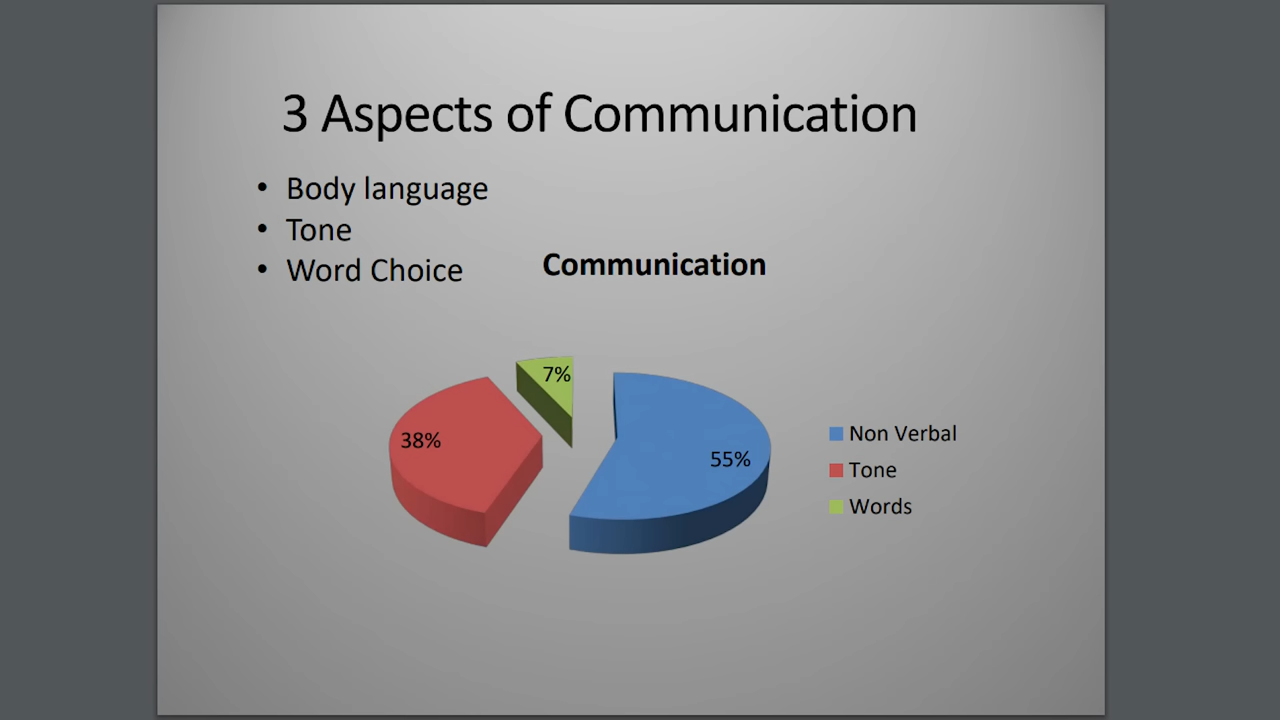 3 Aspects of Communication
• Body language
• Tone
• Word Choice
Communication
7%
38%
55%
Non Verbal
Tone
Words